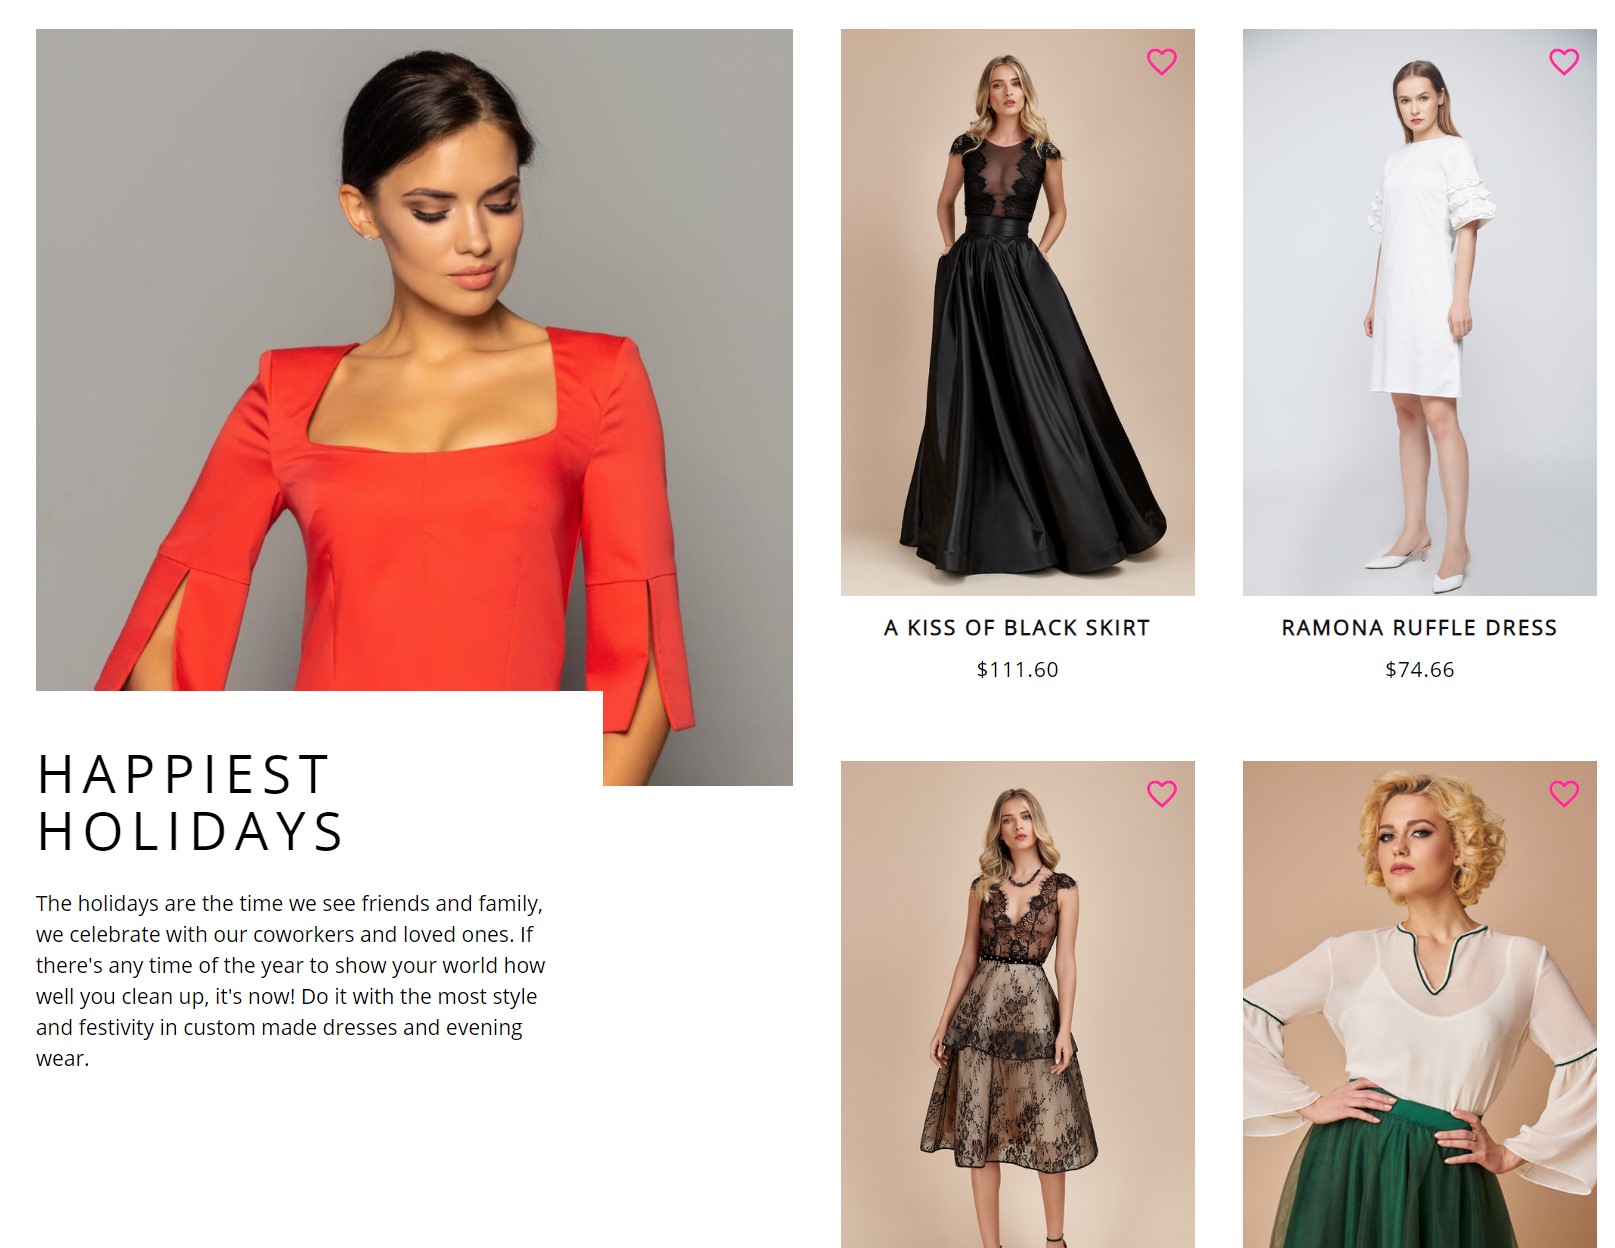 A KISS OF BLACK SKIRT
$111.60
RAMONA RUFFLE DRESS
$74.66
HAPPIEST
HOLIDAYS
The holidays are the time we see friends and family,
we celebrate with our coworkers and loved ones. If
there's any time of the year to show your world how
well you clean up, it's now! Do it with the most style
and festivity in custom made dresses and evening
wear.